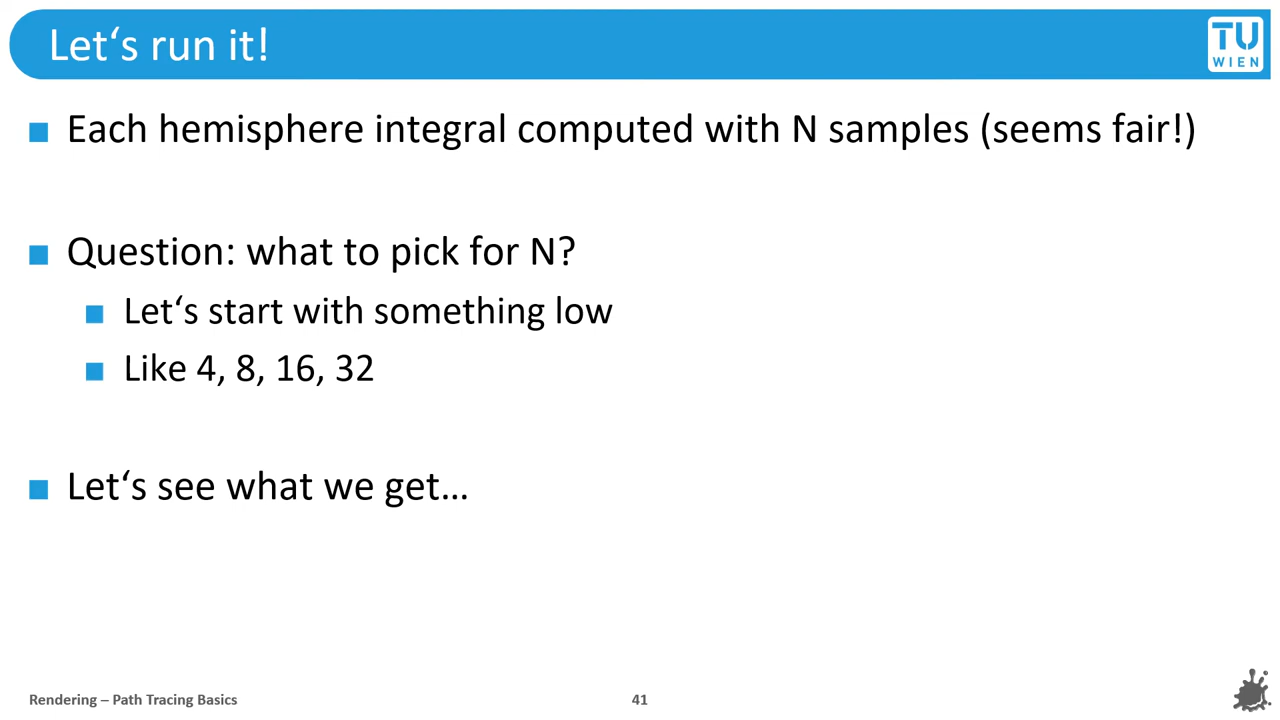 Let‘s run it!
TU
WIEN
Each hemisphere integral computed with N samples (seems fair!)
Question: what to pick for N?
Let‘s start with something low
Like 4, 8, 16, 32
Let‘s see what we get…
Rendering – Path Tracing Basics
41